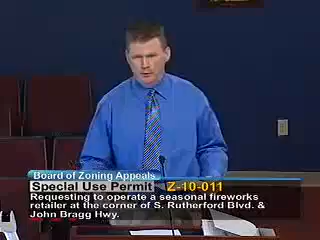 Board of Zoning Appeals
Special Use Permit Z-10-011
Requesting to operate a seasonal fireworks
retailer at the corner of S. Rutherford Blvd. &
John Bragg Hwy.